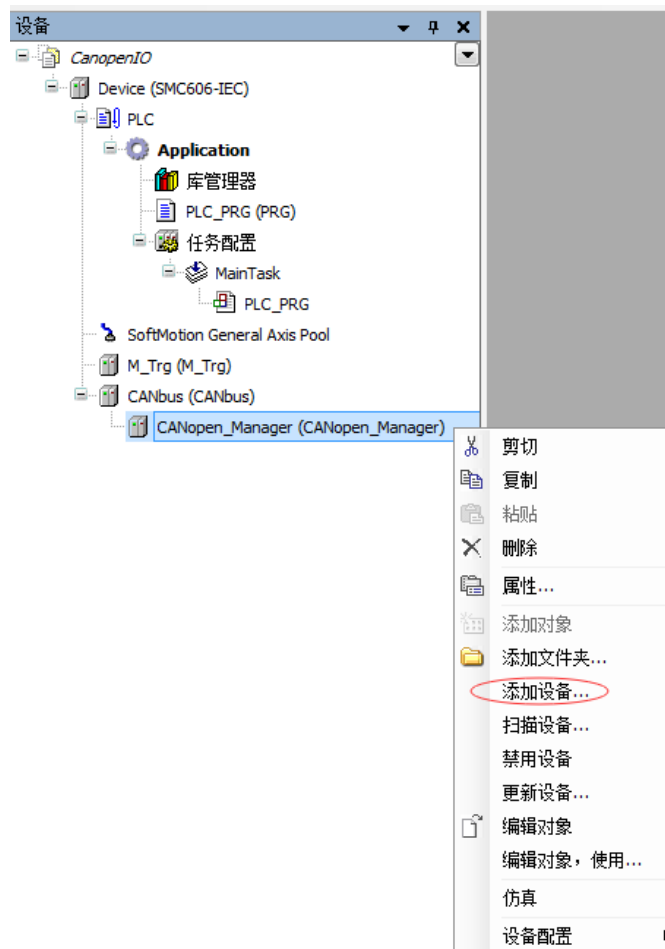 设备
CanopenIO
Device (SMC606-IEC)
PLC
Application
库管理器
PLC_PRG (PRG)
任务配置
MainTask
PLC_PRG
SoftMotion General Axis Pool
M_Trg (M_Trg)
CANbus (CANbus)
CANopen_Manager (CANopen_Manager)
剪切
复制
粘贴
删除
属性...
添加对象
添加文件夹...
添加设备...
扫描设备...
禁用设备
更新设备...
编辑对象
编辑对象，使用...
仿真
设备配置